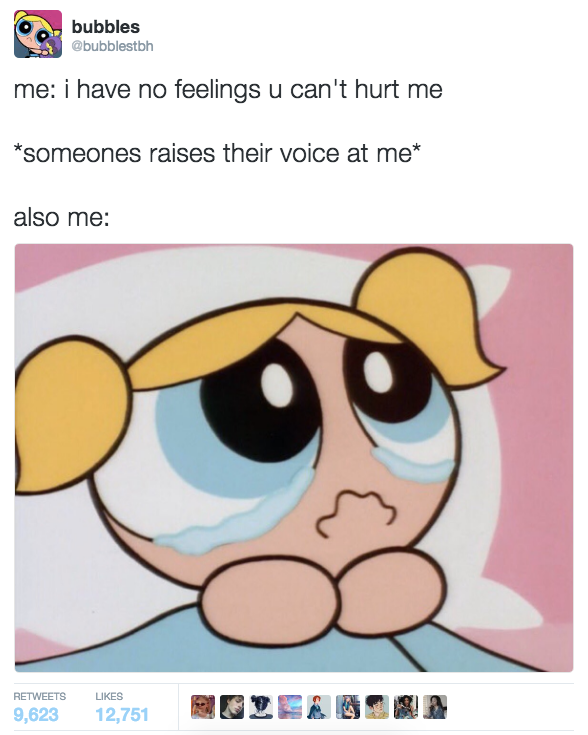 bubbles
@bubblestbh
me: i have no feelings u can't hurt me
*someones raises their voice at me*
also me:
RETWEETS LIKES
9,623 12,751